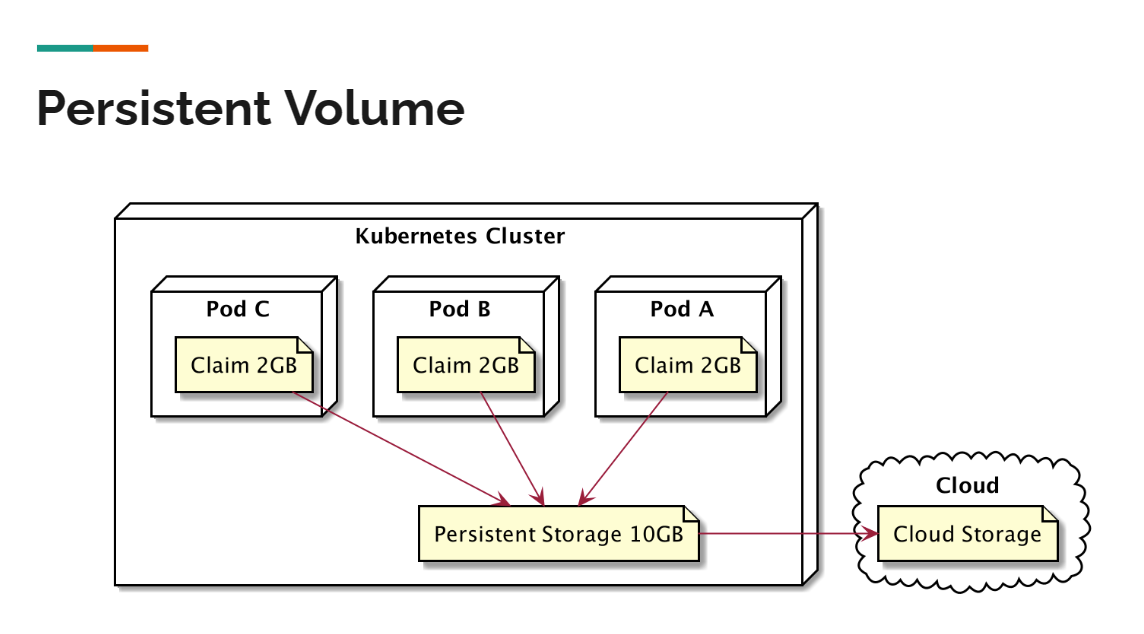 Persistent Volume
Kubernetes Cluster
Pod C
Pod B
Pod A
Claim 2GB
Claim 2GB
Claim 2GB
Cloud
Persistent Storage 10GB
Cloud Storage